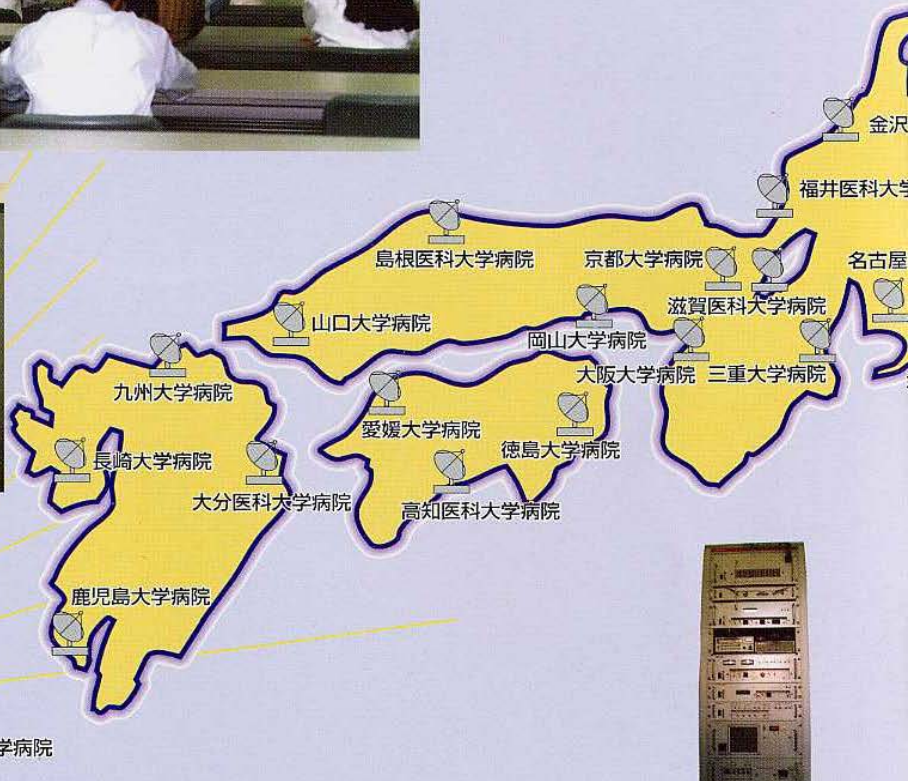 金沢
福井医科大学
島根医科大学病院
京都大学病院
名古屋
滋賀医科大学病院
山口大学病院
岡山大学病院
大阪大学病院
三重大学病院
九州大学病院
愛媛大学病院
徳島大学病院
長崎大学病院
大分医科大学病院
高知医科大学病院
鹿児島大学病院
学病院